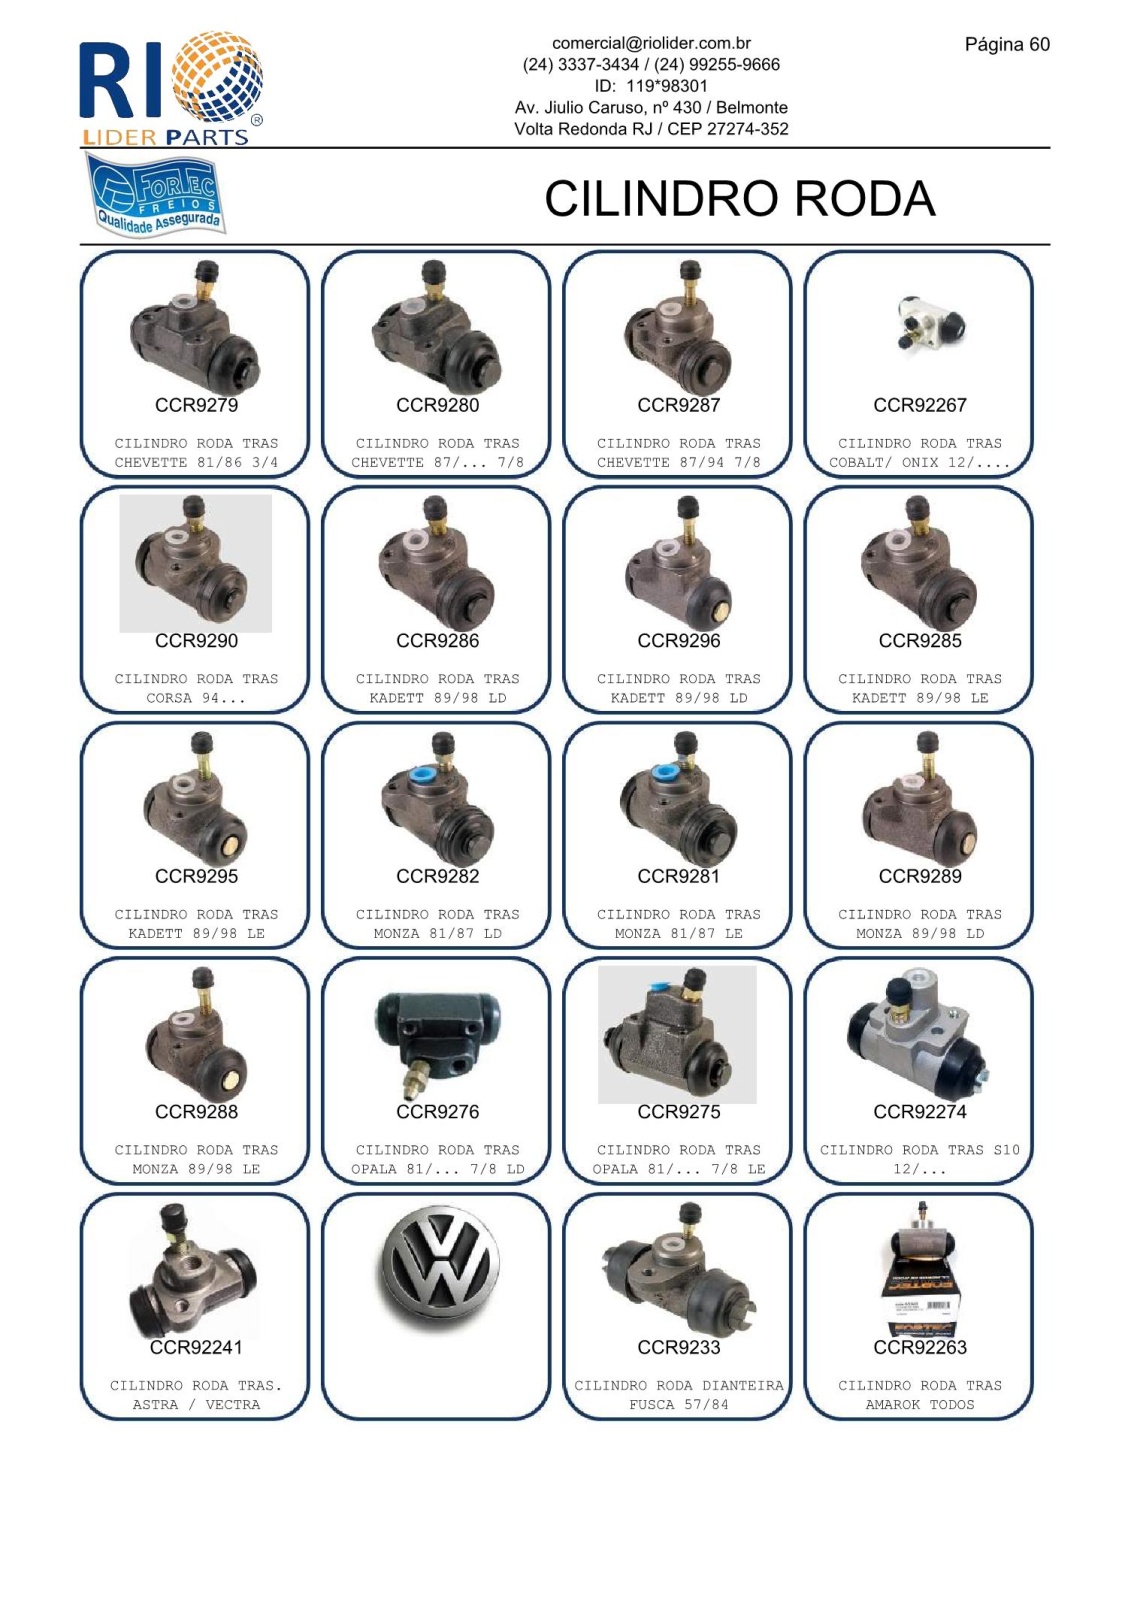 RIO
LIDER PARTS
®
comercial@riolider.com.br
(24) 3337-3434 / (24) 99255-9666
ID: 119*98301
Av. Jiulio Caruso, nº 430 / Belmonte
Volta Redonda RJ / CEP 27274-352
Página 60
FORTEC
FREIOS
Qualidade Assegurada
CILINDRO RODA
CCR9279
CILINDRO RODA TRAS
CHEVETTE 81/86 3/4
CCR9280
CILINDRO RODA TRAS
CHEVETTE 87/... 7/8
CCR9287
CILINDRO RODA TRAS
CHEVETTE 87/94 7/8
CCR92267
CILINDRO RODA TRAS
COBALT/ ONIX 12/....
CCR9290
CILINDRO RODA TRAS
CORSA 94...
CCR9286
CILINDRO RODA TRAS
KADETT 89/98 LD
CCR9296
CILINDRO RODA TRAS
KADETT 89/98 LD
CCR9285
CILINDRO RODA TRAS
KADETT 89/98 LE
CCR9295
CILINDRO RODA TRAS
KADETT 89/98 LE
CCR9282
CILINDRO RODA TRAS
MONZA 81/87 LD
CCR9281
CILINDRO RODA TRAS
MONZA 81/87 LE
CCR9289
CILINDRO RODA TRAS
MONZA 89/98 LD
CCR9288
CILINDRO RODA TRAS
MONZA 89/98 LE
CCR9276
CILINDRO RODA TRAS
OPALA 81/... 7/8 LD
CCR9275
CILINDRO RODA TRAS
OPALA 81/... 7/8 LE
CCR92274
CILINDRO RODA TRAS S10
12/...
CCR92241
CILINDRO RODA TRAS.
ASTRA / VECTRA
CCR9233
CILINDRO RODA DIANTEIRA
FUSCA 57/84
FORTEC
FORTEC
CCR92263
CILINDRO RODA TRAS
AMAROK TODOS